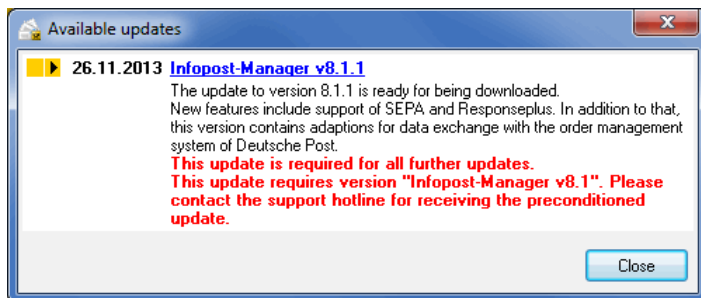 Available updates
26.11.2013 Infopost-Manager v8.1.1
The update to version 8.1.1 is ready for being downloaded.
New features include support of SEPA and Responseplus. In addition to that,
this version contains adaptions for data exchange with the order management
system of Deutsche Post.
This update is required for all further updates.
This update requires version "Infopost-Manager v8.1". Please
contact the support hotline for receiving the preconditioned
update.
Close